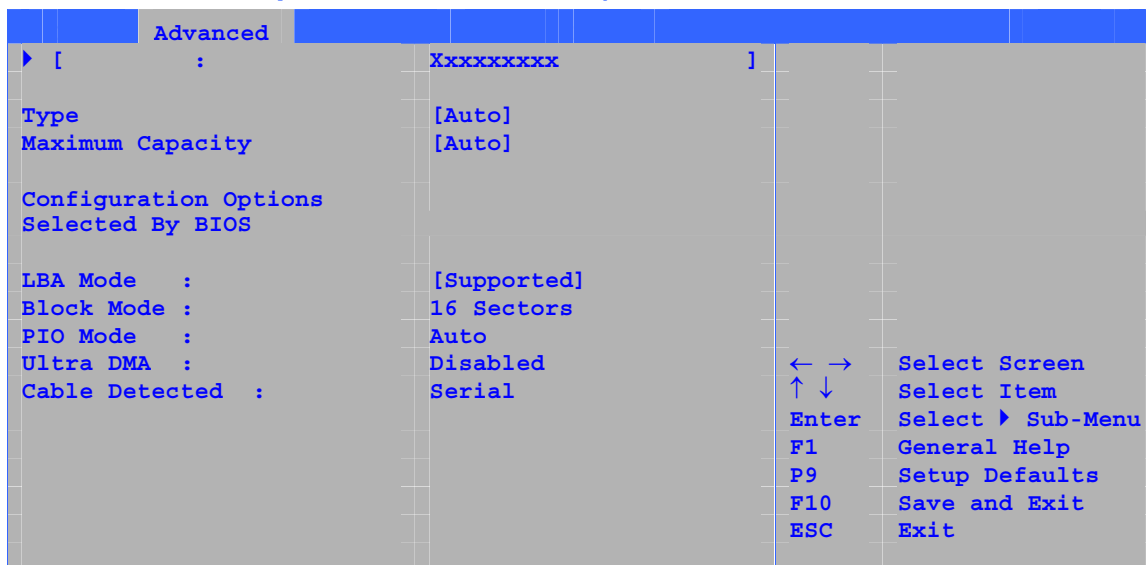 Advanced
[ : Xxxxxxxxx ]
Type [Auto]
Maximum Capacity [Auto]
Configuration Options
Selected By BIOS
LBA Mode : [Supported]
Block Mode : 16 Sectors
PIO Mode : Auto
Ultra DMA : Disabled
Cable Detected : Serial
← → Select Screen
↑ ↓ Select Item
Enter Select ▶ Sub-Menu
F1 General Help
P9 Setup Defaults
F10 Save and Exit
ESC Exit